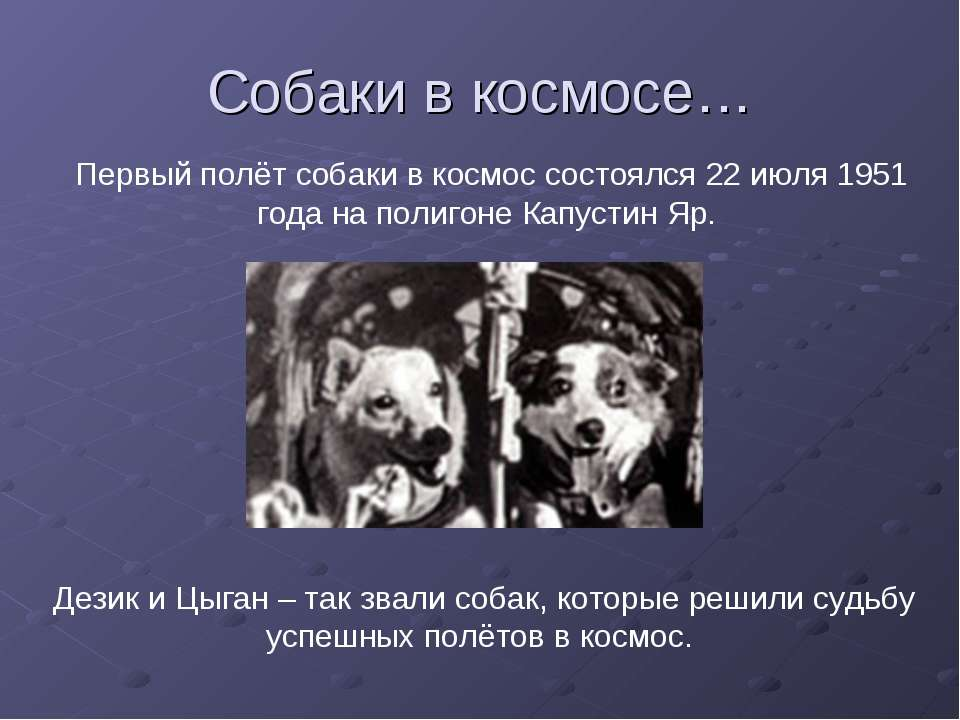 Собаки в космосе…
Первый полёт собаки в космос состоялся 22 июля 1951
года на полигоне Капустин Яр.
Дезик и Цыган – так звали собак, которые решили судьбу
успешных полётов в космос.